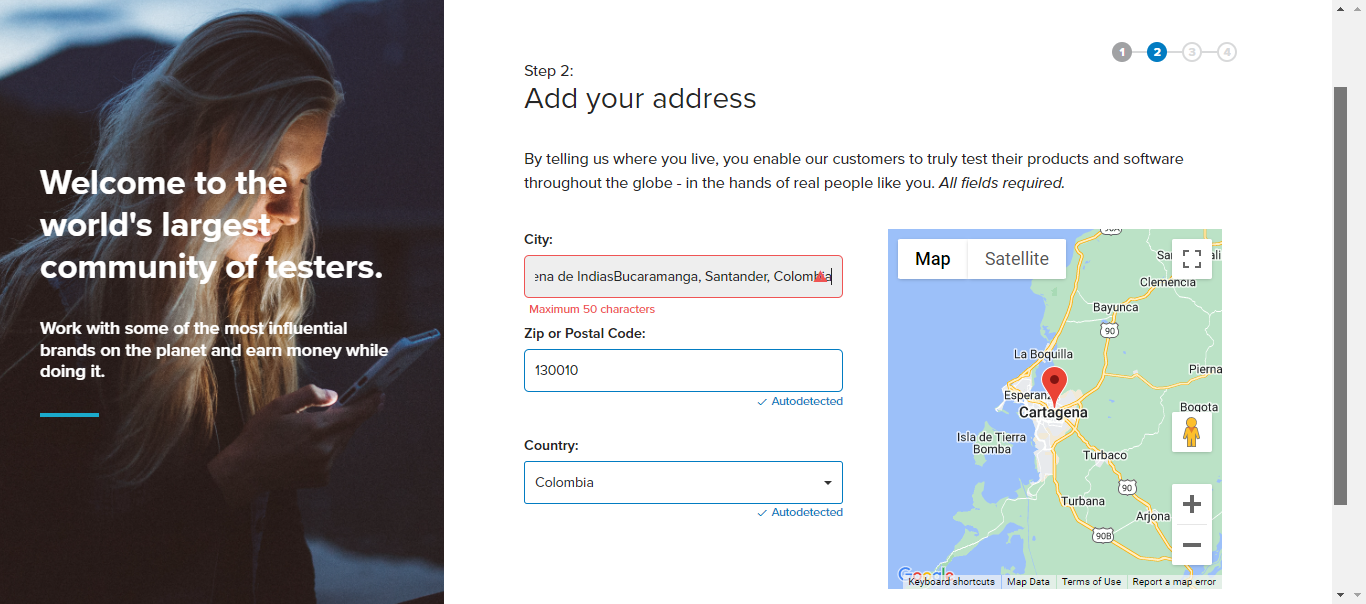 Welcome to the
world's largest
community of testers.
Work with some of the most influential
brands on the planet and earn money while
doing it.
1 2 3 4
Step 2:
Add your address
By telling us where you live, you enable our customers to truly test their products and software
throughout the globe - in the hands of real people like you. All fields required.
City:
ena de IndiasBucaramanga, Santander, Colombia
Maximum 50 characters
Zip or Postal Code:
130010
Autodetected
Country:
Colombia
Autodetected
Map Satellite
90A
Clemencia
Bayunca
90
La Boquilla
Pierna
Cartagena
Bogota
Isla de Tierra
Bomba
Turbaco
90
Turbana
Arjona
90B
Google
Keyboard shortcuts Map Data Terms of Use Report a map error